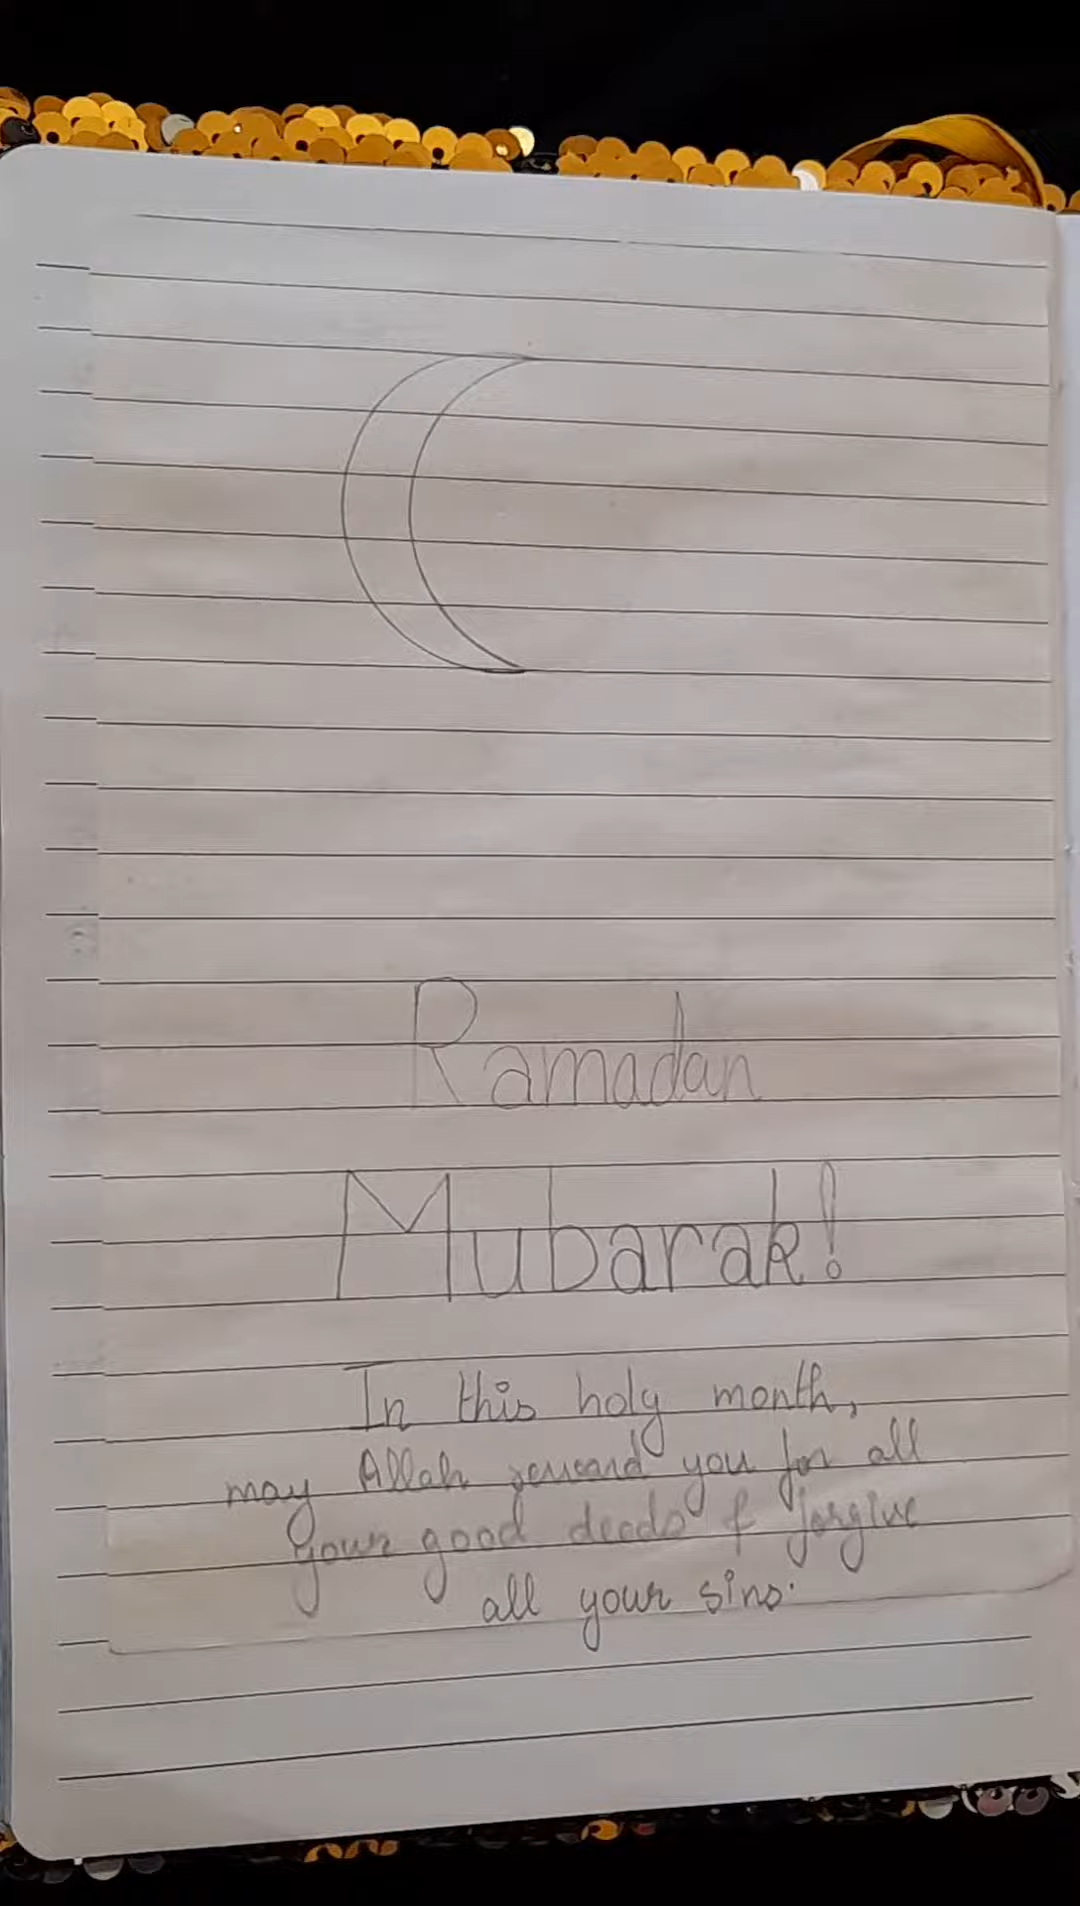 Ramadan
Mubarak!
In this holy month,
may Allah reward you for all
your good deeds & forgive
all your sins.